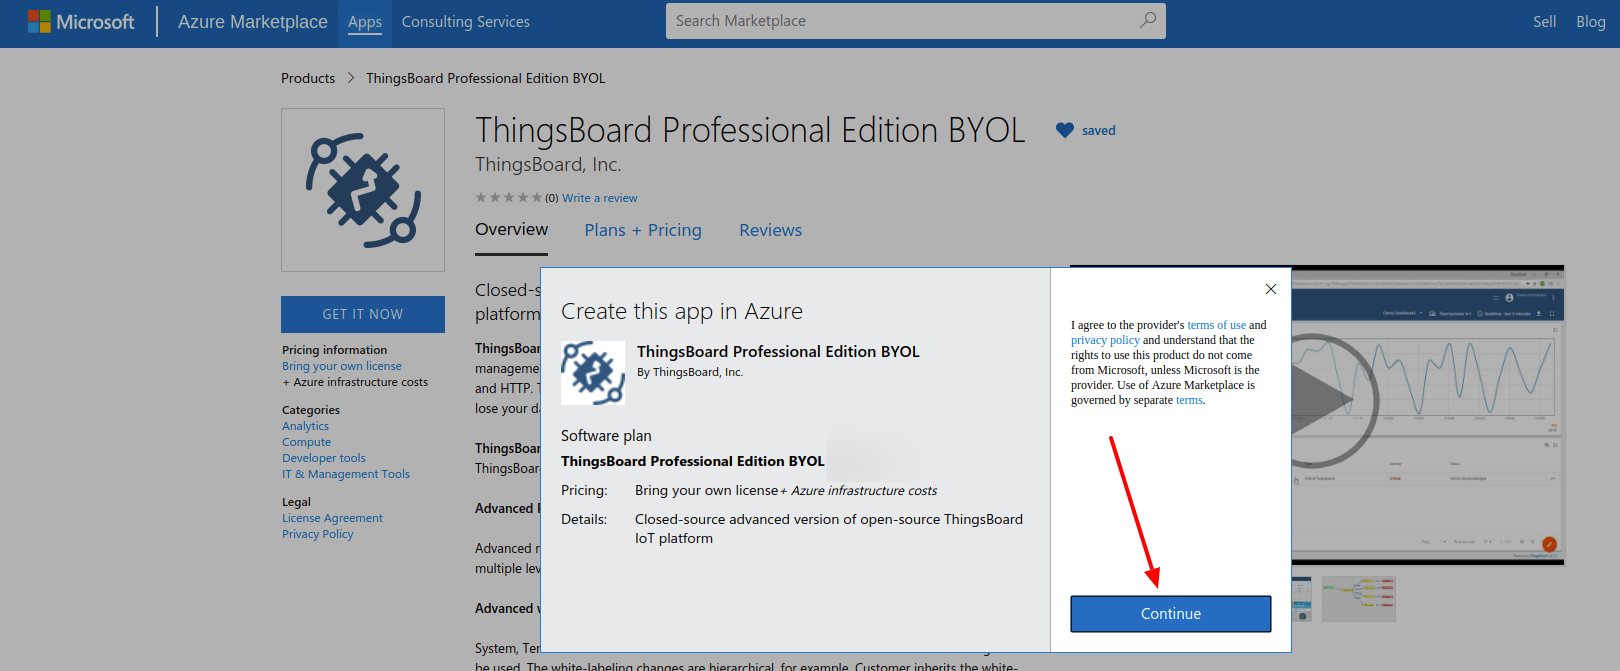 Microsoft Azure Marketplace Apps Consulting Services Search Marketplace Sell Blog
Products > ThingsBoard Professional Edition BYOL
ThingsBoard Professional Edition BYOL saved
ThingsBoard, Inc.
(0) Write a review
Overview Plans + Pricing Reviews
GET IT NOW
Pricing information
Bring your own license
+ Azure infrastructure costs
Categories
Analytics
Compute
Developer tools
IT & Management Tools
Legal
License Agreement
Privacy Policy
Closed-s
platform
ThingsBoar
manageme
and HTTP. T
lose your da
ThingsBoar
ThingsBoar
Advanced
Advanced r
multiple lev
Advanced w
System, Ter
be used. The white-labeling changes are hierarchical, for example, Customer inherits the white-
Create this app in Azure
ThingsBoard Professional Edition BYOL
By ThingsBoard, Inc.
Software plan
ThingsBoard Professional Edition BYOL
Pricing: Bring your own license + Azure infrastructure costs
Details: Closed-source advanced version of open-source ThingsBoard
IoT platform
I agree to the provider's terms of use and
privacy policy and understand that the
rights to use this product do not come
from Microsoft, unless Microsoft is the
provider. Use of Azure Marketplace is
governed by separate terms.
Continue